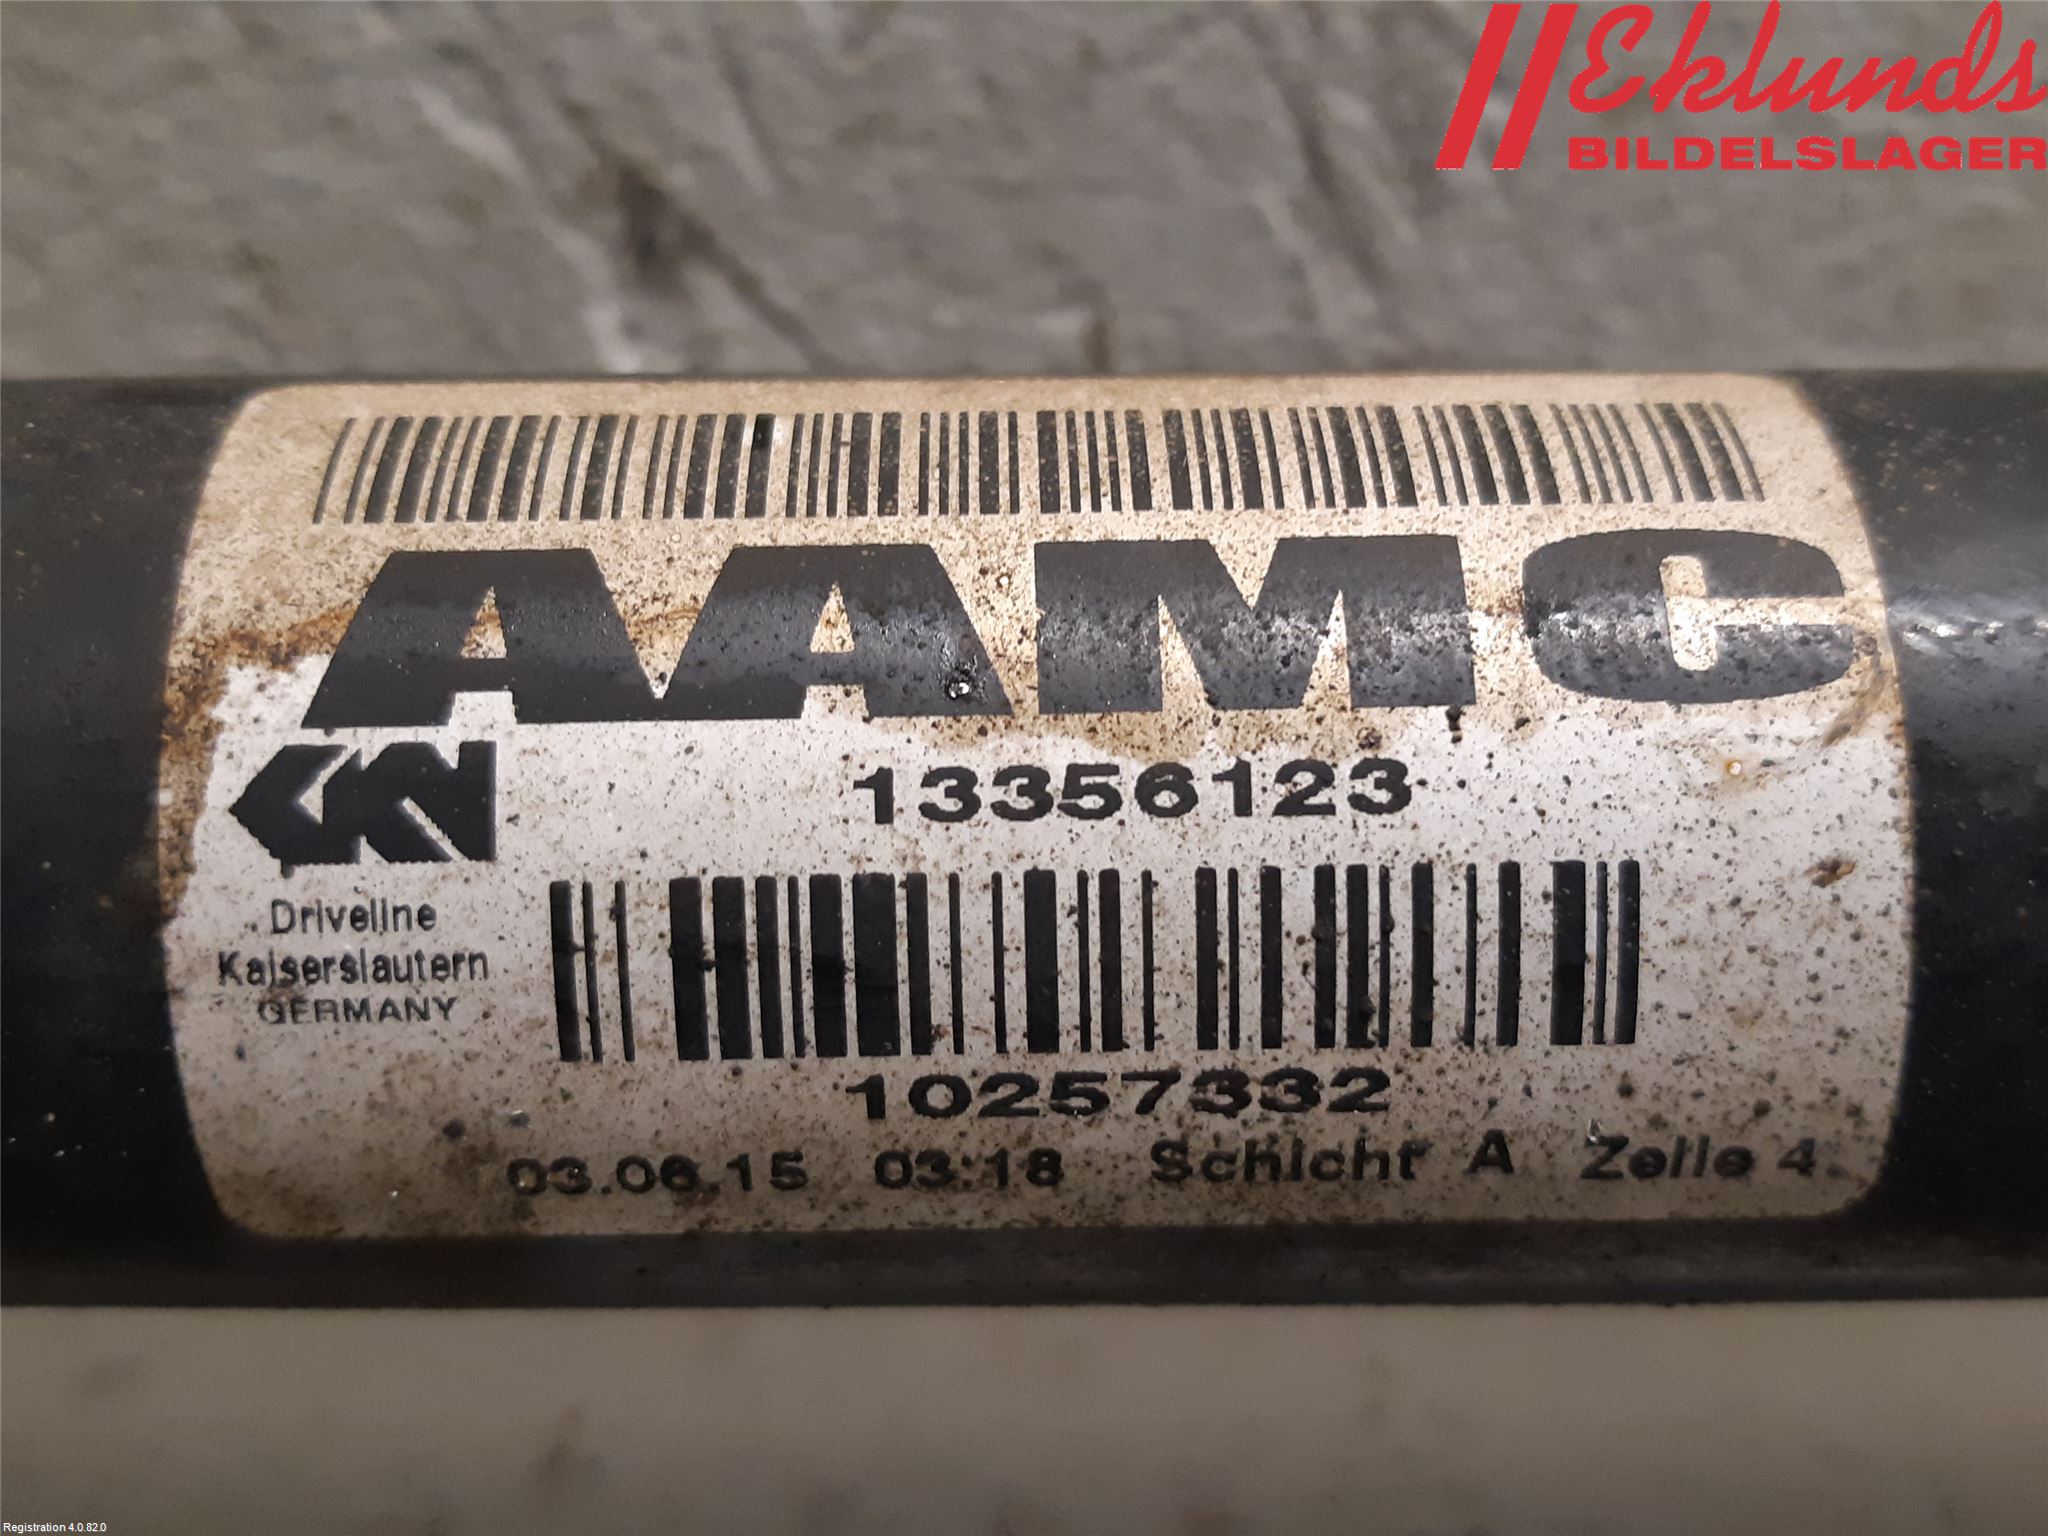 Eklunds
BILDELSLAGER
AAMC
GKN
13356123
Driveline
Kaiserslautern
GERMANY
10257332
03.06.15 03:18 Schicht A Zelle 4
Registration 4.0.82.0